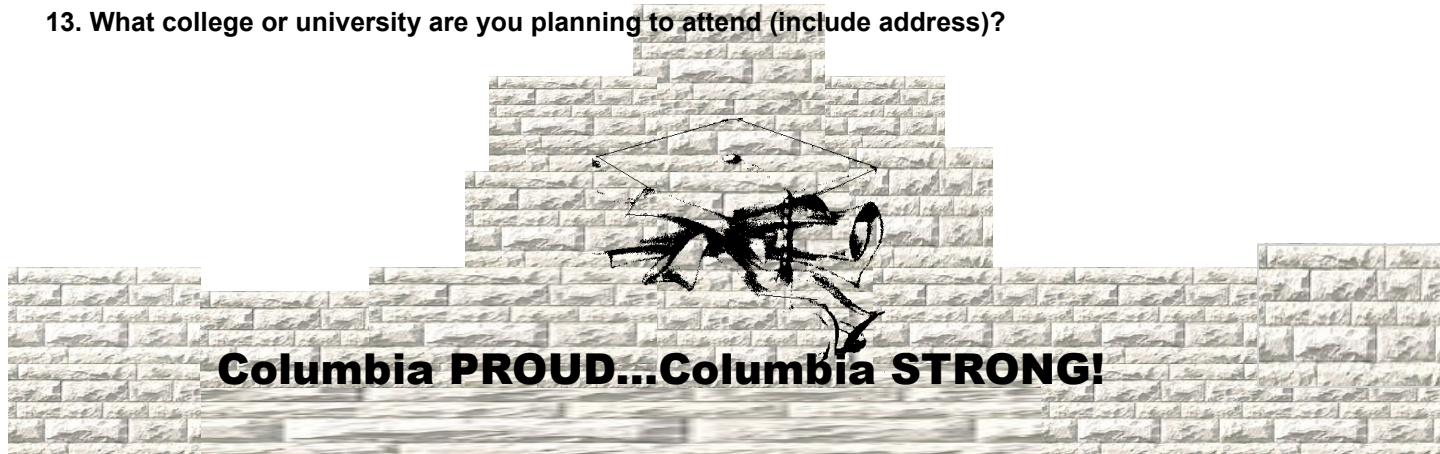 13. What college or university are you planning to attend (include address)?
Columbia PROUD...Columbia STRONG!